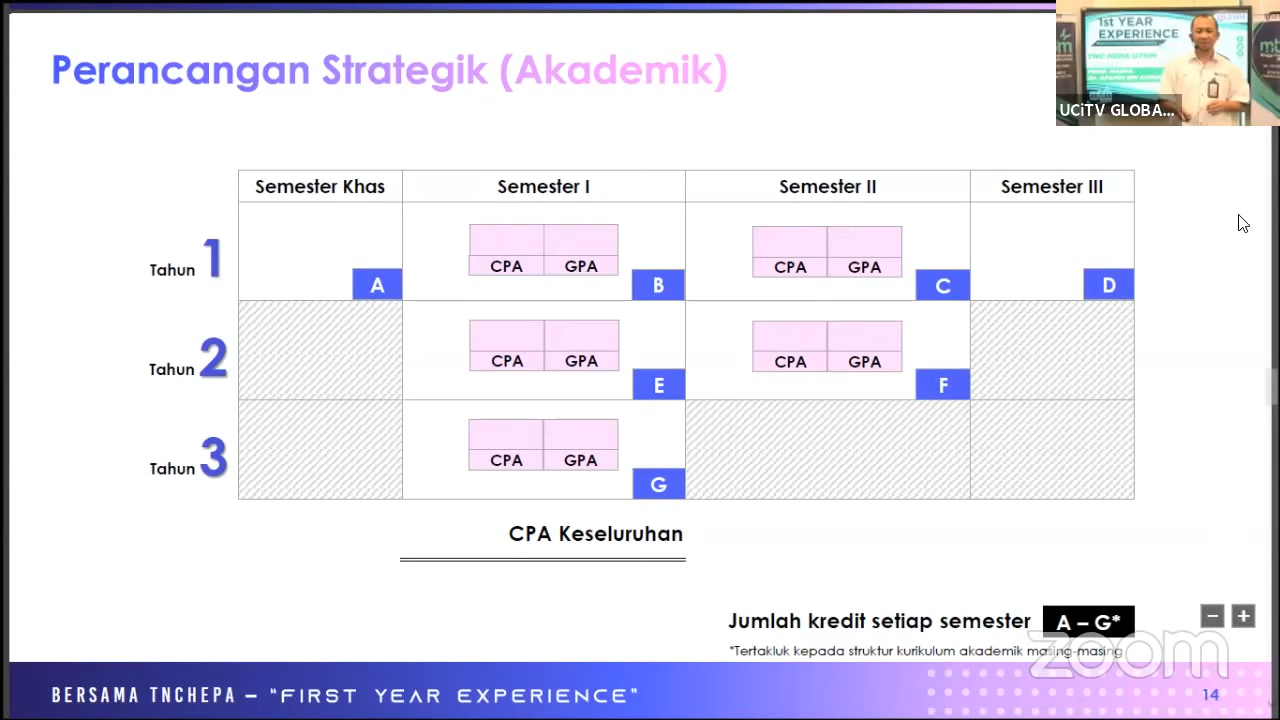 Perancangan Strategik (Akademik)
1st YEAR
EXPERIENCE
UCiTV GLOBA...
Semester Khas Semester I Semester II Semester III
Tahun 1
CPA GPA CPA GPA
A B C D
Tahun 2
CPA GPA CPA GPA
E F
Tahun 3
CPA GPA
G
CPA Keseluruhan
Jumlah kredit setiap semester A – G*
*Tertakluk kepada struktur kurikulum akademik masing-masing
zoom
BERSAMA TNCHEPA – “FIRST YEAR EXPERIENCE”
14